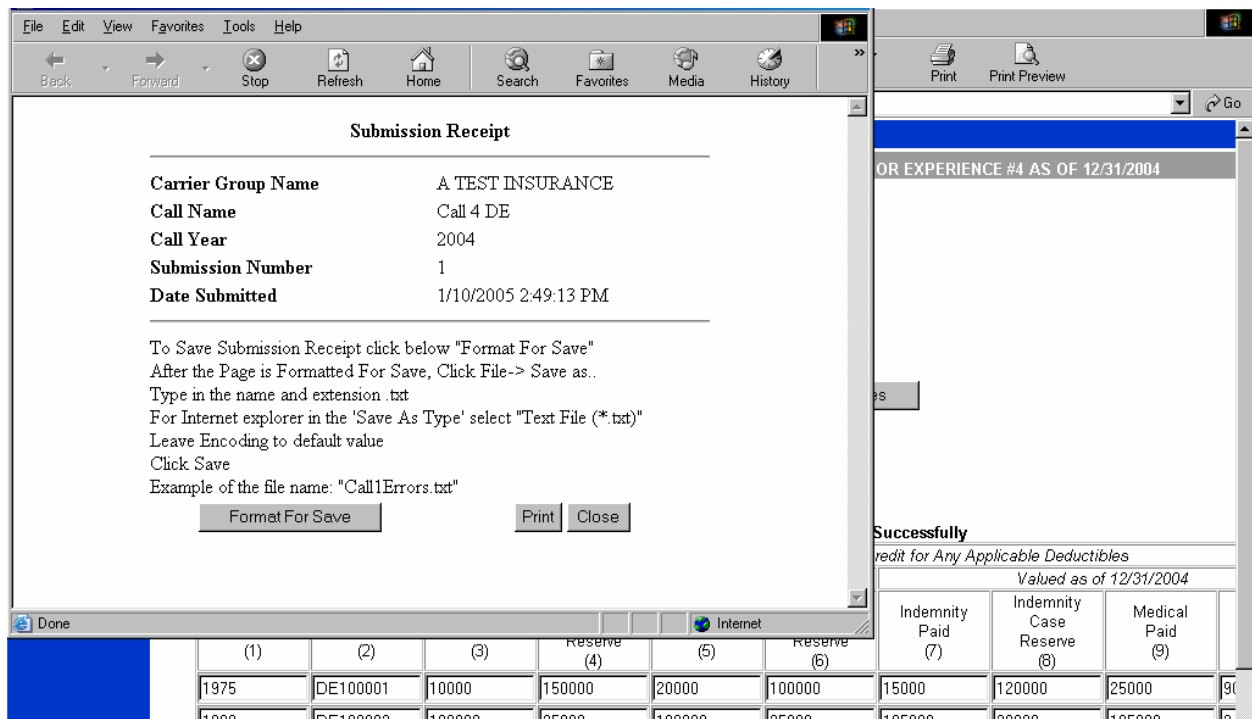 File Edit View Favorites Tools Help
Back Forward Stop Refresh Home Search Favorites Media History »
Submission Receipt
Carrier Group Name A TEST INSURANCE
Call Name Call 4 DE
Call Year 2004
Submission Number 1
Date Submitted 1/10/2005 2:49:13 PM
To Save Submission Receipt click below "Format For Save"
After the Page is Formatted For Save, Click File-> Save as..
Type in the name and extension .txt
For Internet explorer in the 'Save As Type' select "Text File (*.txt)"
Leave Encoding to default value
Click Save
Example of the file name: "Call1Errors.txt"
Format For Save Print Close
Done Internet
Print Print Preview
Go
OR EXPERIENCE #4 AS OF 12/31/2004
es
Successfully
redit for Any Applicable Deductibles
Valued as of 12/31/2004
Indemnity Paid (7)
Indemnity Case Reserve (8)
Medical Paid (9)
(1) (2) (3) Reserve (4) (5) Reserve (6)
1975 DE100001 10000 150000 20000 100000 15000 120000 25000